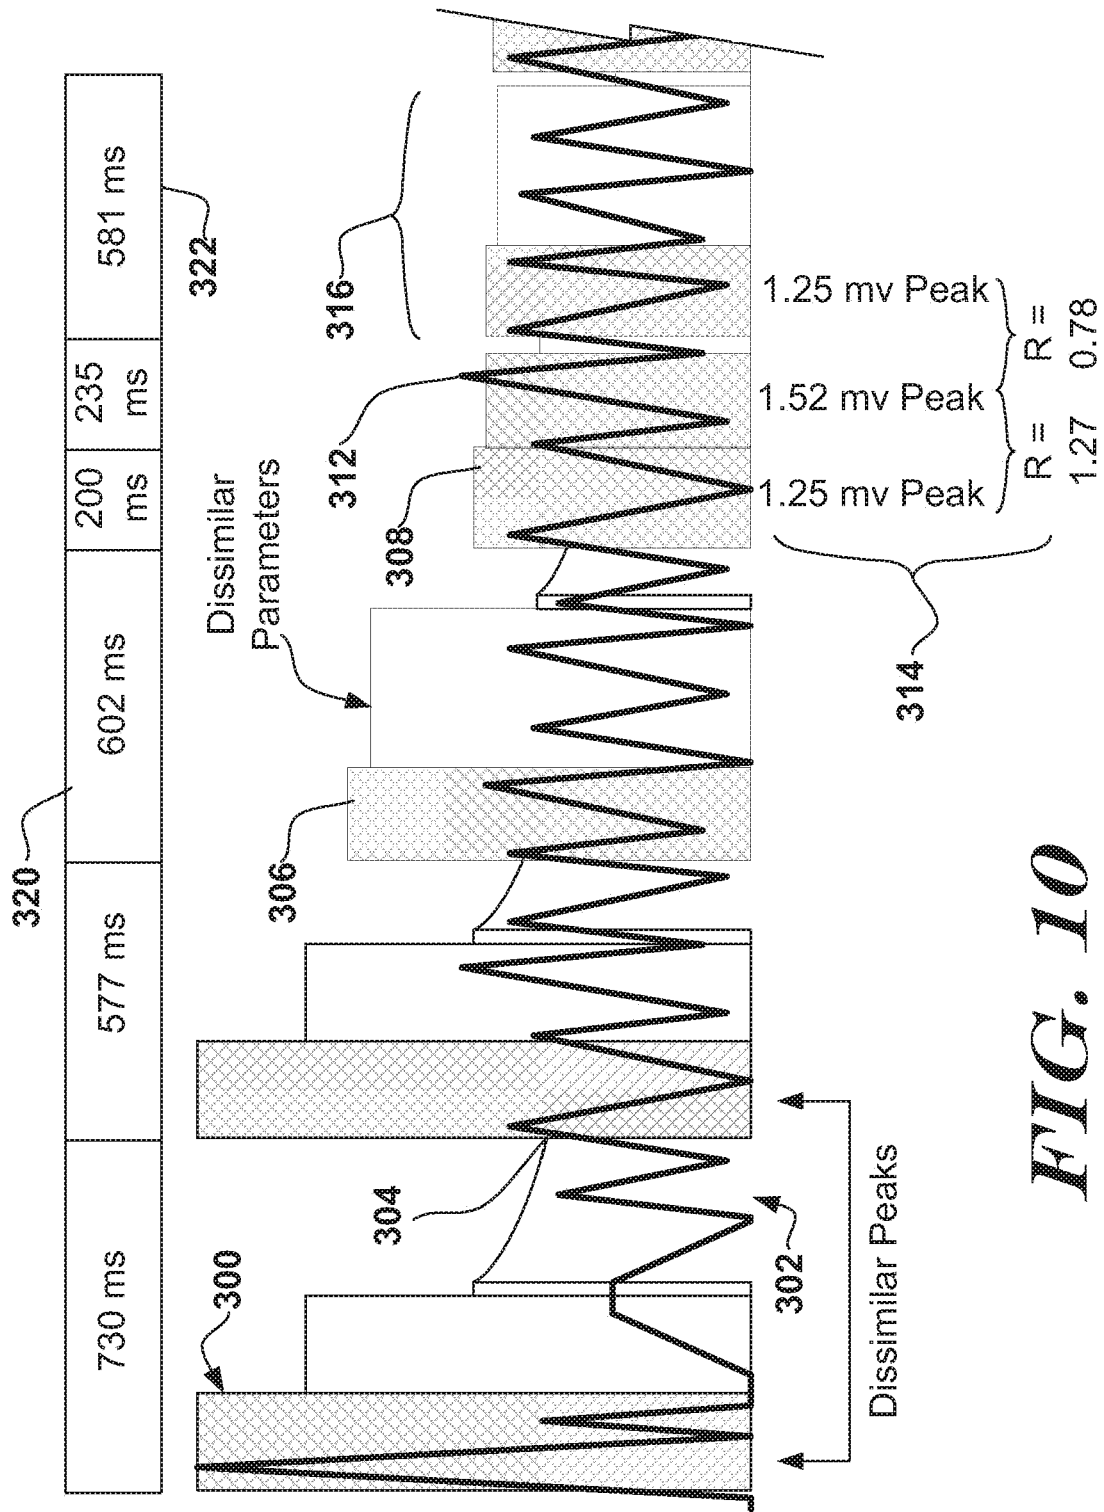 320
730 ms
577 ms
602 ms
200
ms
235
ms
581 ms
322
300
304
306
Dissimilar
Parameters
308
312
316
302
Dissimilar Peaks
314
1.25 mv Peak
1.52 mv Peak
1.25 mv Peak
R =
1.27
R =
0.78
FIG. 10